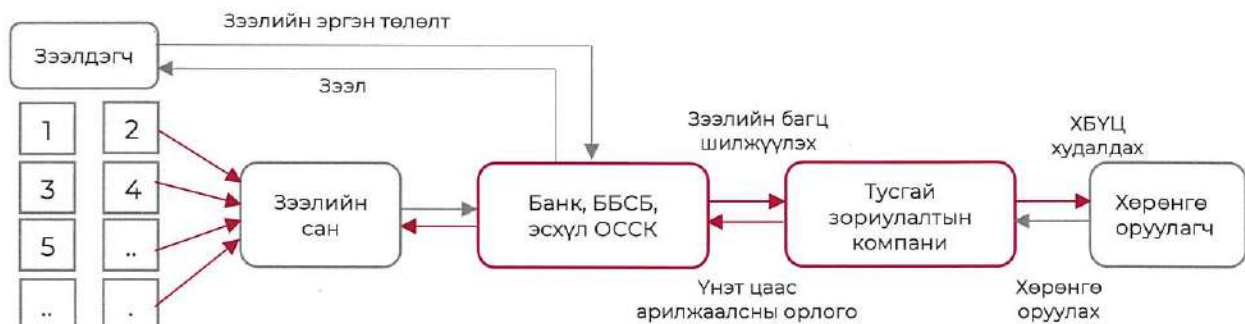 Зээлийн эргэн төлөлт
Зээлдэгч
Зээл
1
2
3
4
5
..
..
.
Зээлийн
сан
Банк, ББСБ,
эсхүл ОССК
Зээлийн багц
шилжүүлэх
Тусгай
зориулалтын
компани
ХБҮЦ
худалдах
Хөрөнгө
оруулагч
Үнэт цаас
арилжаалсны орлого
Хөрөнгө
оруулах